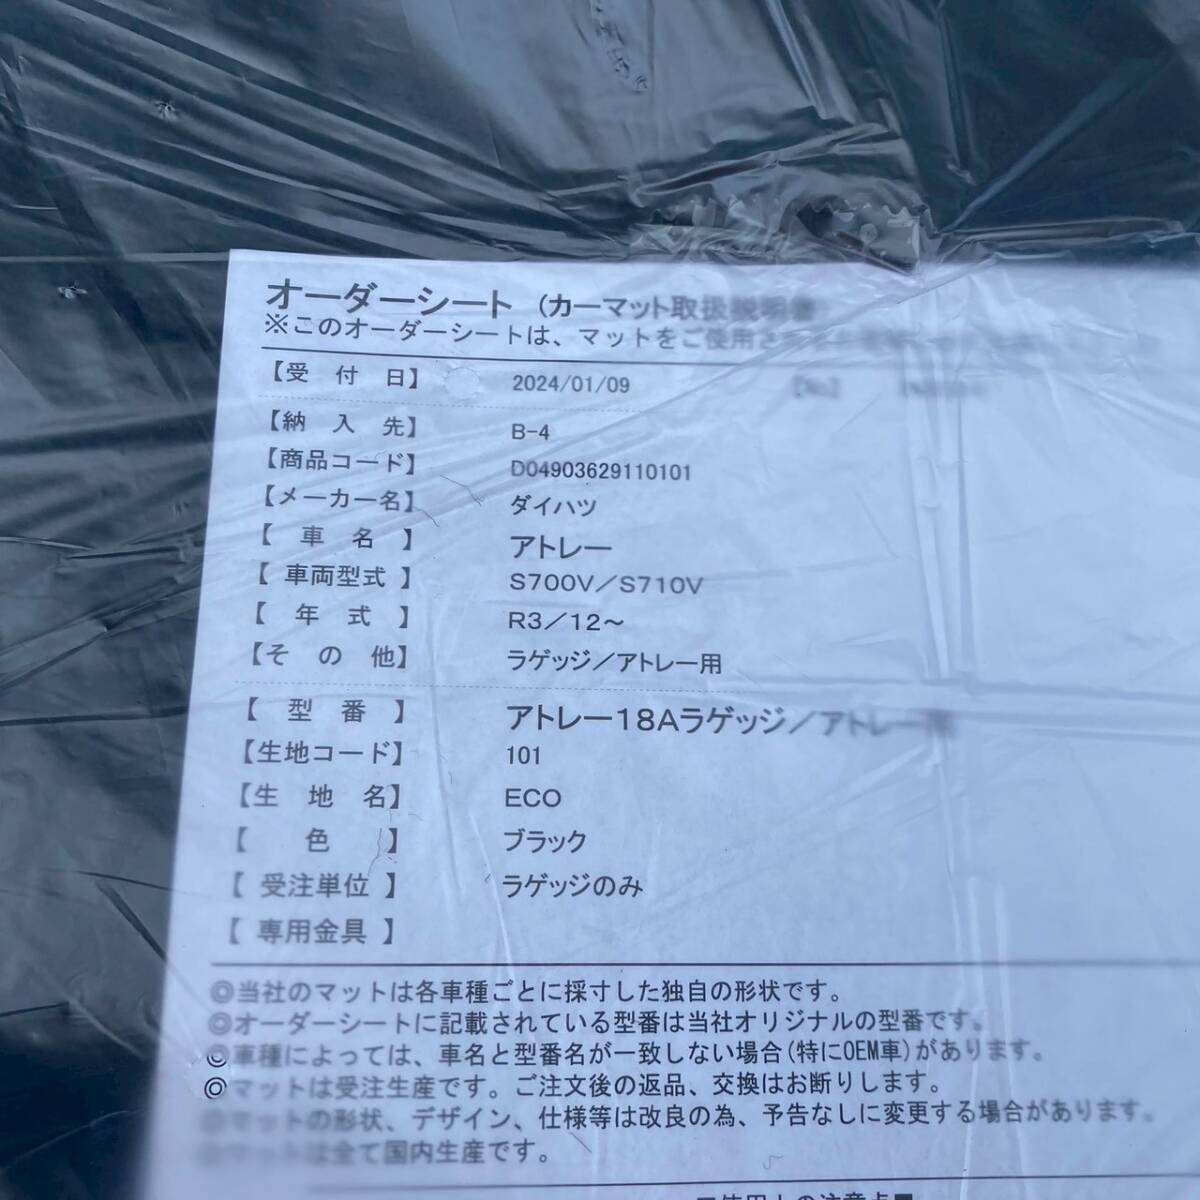 オーダーシート (カーマット取扱説明書
※このオーダーシートは、マットをご使用
【受 付 日】 2024/01/09
【納 入 先】 B-4
【商品コード】 D04903629110101
【メーカー名】 ダイハツ
【 車 名 】 アトレー
【 車両型式 】 S700V／S710V
【 年 式 】 R3／12～
【そ の 他】 ラゲッジ／アトレー用
【 型 番 】 アトレー18Aラゲッジ／アトレー用
【生地コード】 101
【生 地 名】 ECO
【 色 】 ブラック
【 受注単位 】 ラゲッジのみ
【 専用金具 】
◎当社のマットは各車種ごとに採寸した独自の形状です。
◎オーダーシートに記載されている型番は当社オリジナルの型番です。
◎車種によっては、車名と型番名が一致しない場合(特にOEM車)があります。
◎マットは受注生産です。ご注文後の返品、交換はお断りします。
◎マットの形状、デザイン、仕様等は改良の為、予告なしに変更する場合があります。
◎マットは全て国内生産です。
■使用上の注意点■